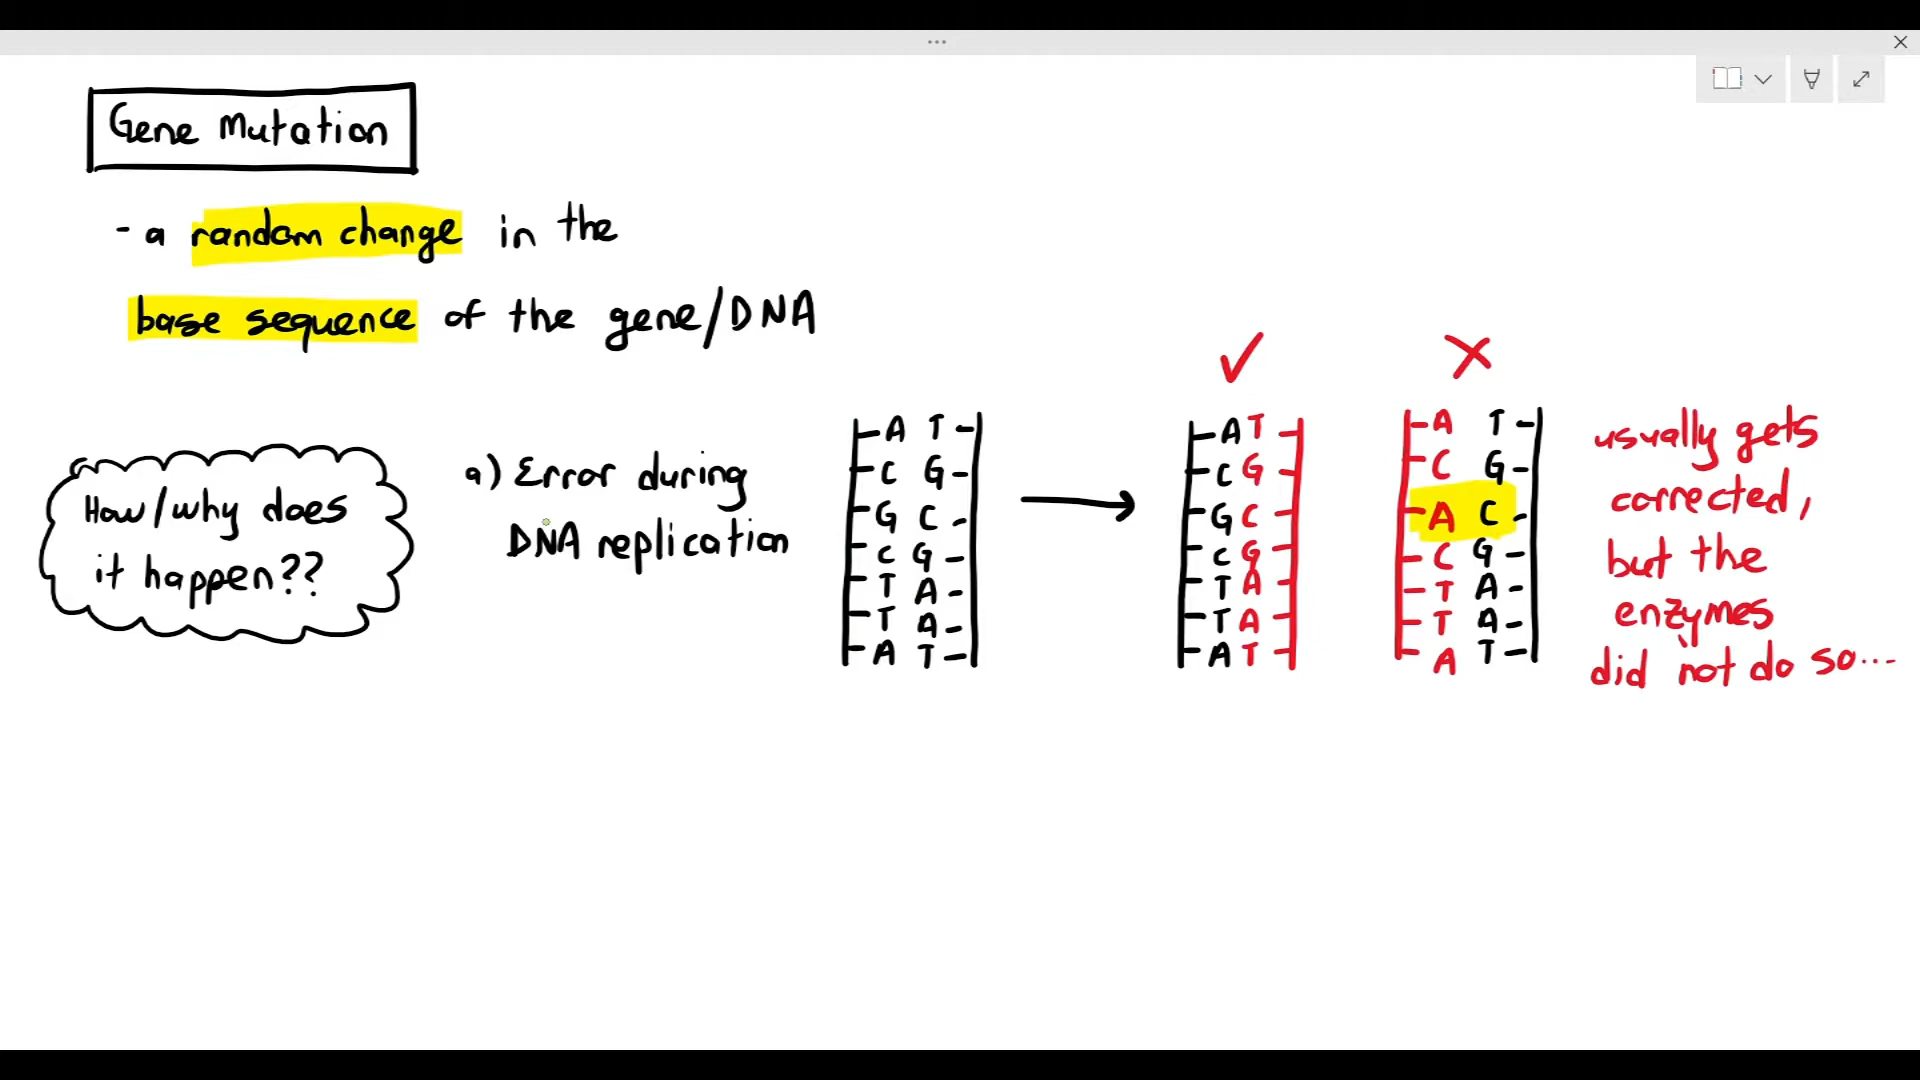 Gene Mutation
- a random change in the
base sequence of the gene/DNA
How/why does
it happen??
a) Error during
DNA replication
A T
C G
G C
C G
T A
T A
A T
✓
A T
C G
G C
C G
T A
T A
A T
✗
A T
C G
A C
C G
T A
T A
A T
usually gets
corrected,
but the
enzymes
did not do so...